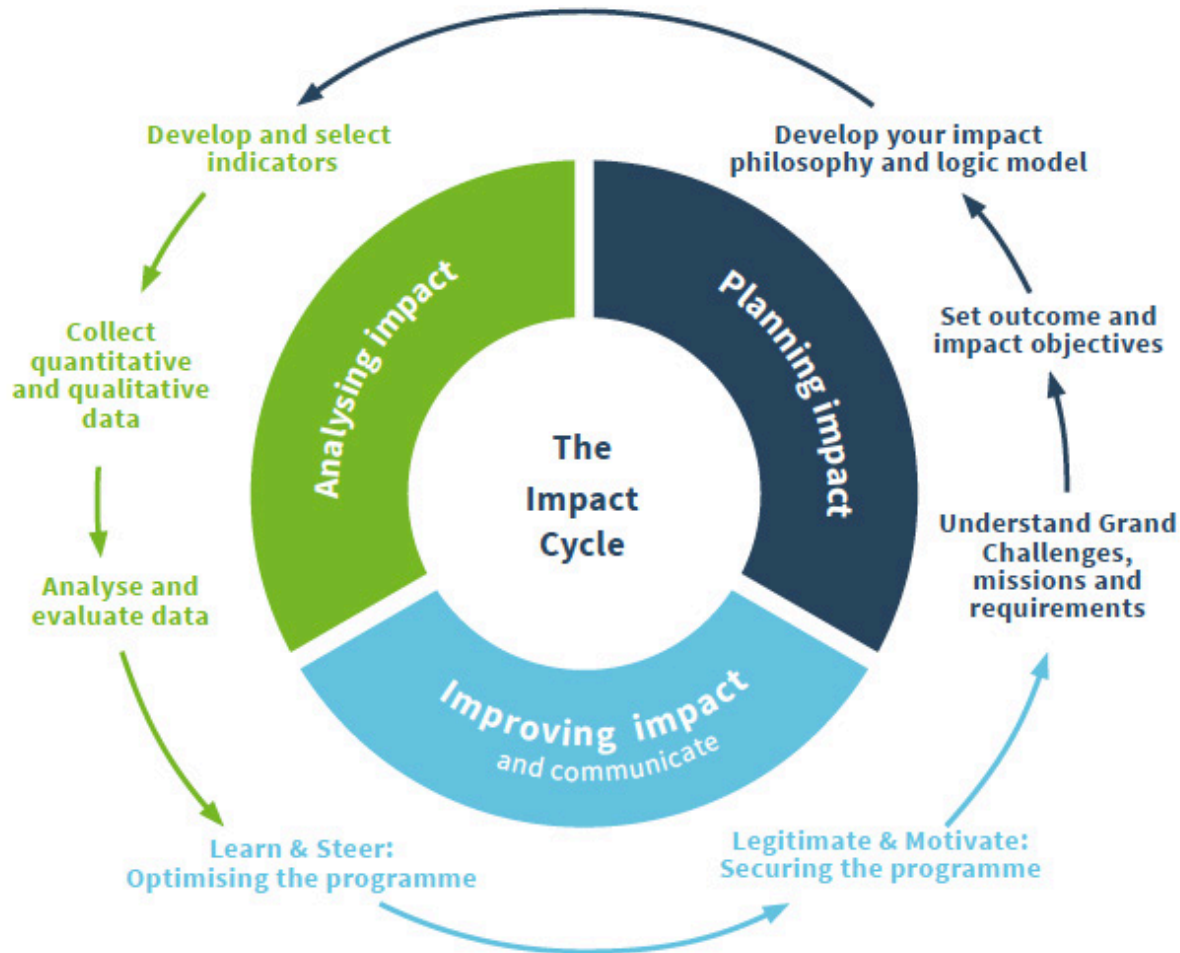 Develop and select
indicators
Develop your impact
philosophy and logic model
Analysing impact
Planning impact
Collect
quantitative
and qualitative
data
Set outcome and
impact objectives
The
Impact
Cycle
Understand Grand
Challenges,
missions and
requirements
Analyse and
evaluate data
Improving impact
and communicate
Learn & Steer:
Optimising the programme
Legitimate & Motivate:
Securing the programme